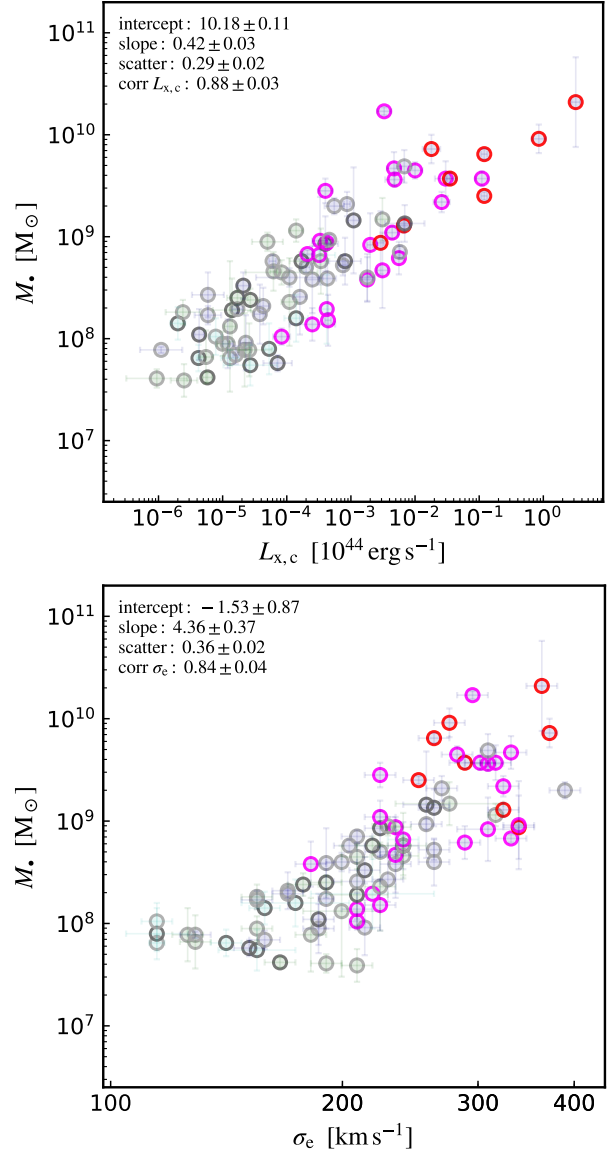 intercept: 10.18 ± 0.11
slope: 0.42 ± 0.03
scatter: 0.29 ± 0.02
corr Lx, c : 0.88 ± 0.03
10^11
10^10
10^9
10^8
10^7
M• [M⊙]
10^−6 10^−5 10^−4 10^−3 10^−2 10^−1 10^0
Lx, c [10^44 erg s^−1]
intercept: −1.53 ± 0.87
slope: 4.36 ± 0.37
scatter: 0.36 ± 0.02
corr σe : 0.84 ± 0.04
10^11
10^10
10^9
10^8
10^7
M• [M⊙]
100 200 300 400
σe [km s^−1]